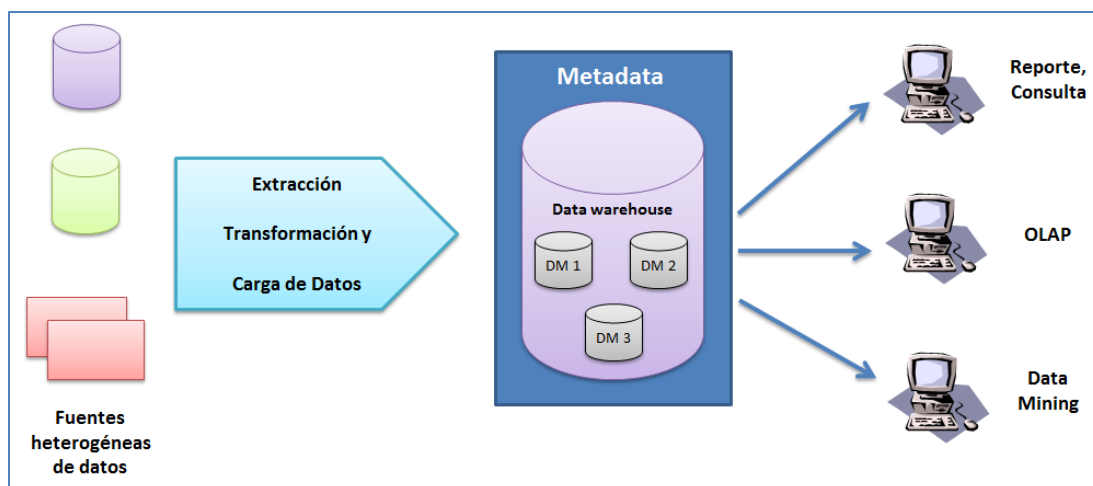 Fuentes
heterogéneas
de datos
Extracción
Transformación y
Carga de Datos
Metadata
Data warehouse
DM 1
DM 2
DM 3
Reporte,
Consulta
OLAP
Data
Mining